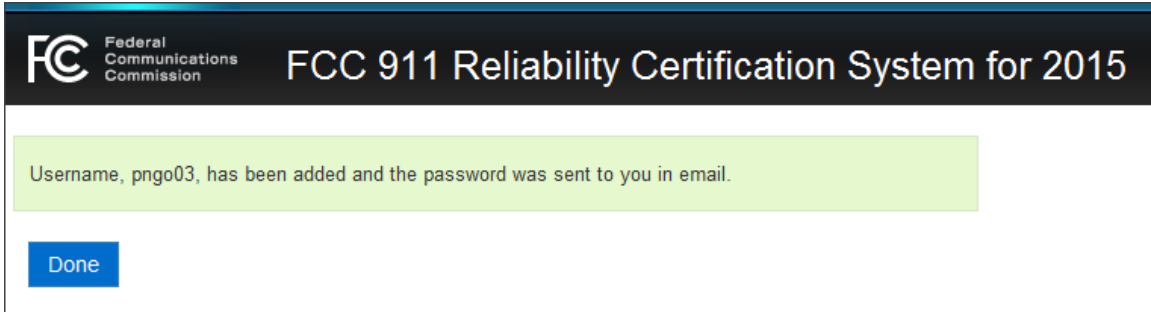 FCC Federal
Communications
Commission
FCC 911 Reliability Certification System for 2015
Username, pngo03, has been added and the password was sent to you in email.
Done